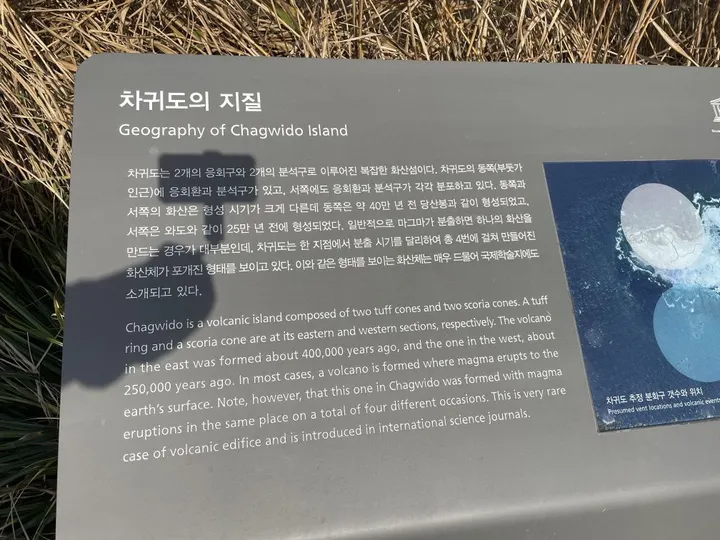 차귀도의 지질
Geography of Chagwido Island
차귀도는 2개의 응회구와 2개의 분석구로 이루어진 복잡한 화산섬이다. 차귀도의 동쪽(부둣가
인근)에 응회환과 분석구가 있고, 서쪽에도 응회환과 분석구가 각각 분포하고 있다. 동쪽과
서쪽의 화산은 형성 시기가 크게 다른데 동쪽은 약 40만 년 전 당산봉과 같이 형성되었고,
서쪽은 와도와 같이 25만 년 전에 형성되었다. 일반적으로 마그마가 분출하면 하나의 화산을
만드는 경우가 대부분인데, 차귀도는 한 지점에서 분출 시기를 달리하여 총 4번에 걸쳐 만들어진
화산체가 포개진 형태를 보이고 있다. 이와 같은 형태를 보이는 화산체는 매우 드물어 국제학술지에도
소개되고 있다.
Chagwido is a volcanic island composed of two tuff cones and two scoria cones. A tuff
ring and a scoria cone are at its eastern and western sections, respectively. The volcano
in the east was formed about 400,000 years ago, and the one in the west, about
250,000 years ago. In most cases, a volcano is formed where magma erupts to the
earth's surface. Note, however, that this one in Chagwido was formed with magma
eruptions in the same place on a total of four different occasions. This is very rare
case of volcanic edifice and is introduced in international science journals.
차귀도 추정 분화구 갯수와 위치
Presumed vent locations and volcanic events